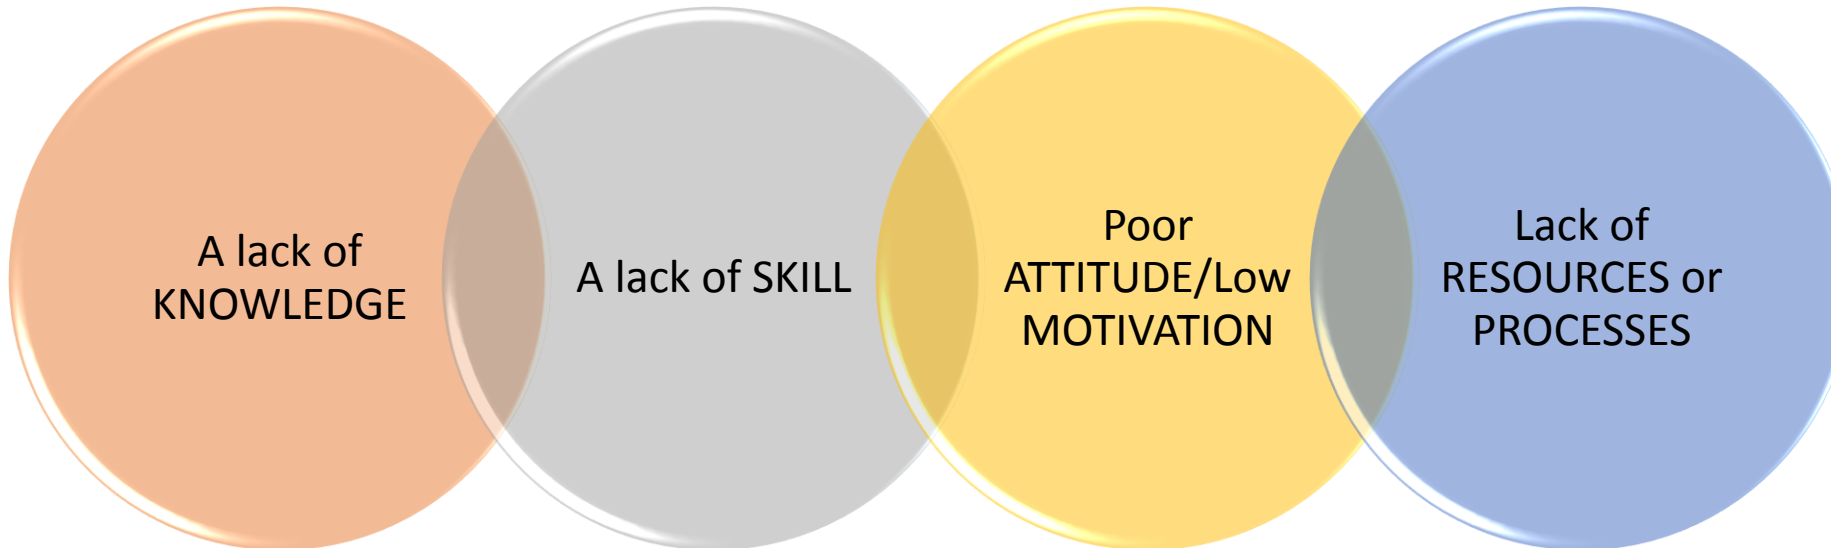 A lack of
KNOWLEDGE
A lack of SKILL
Poor
ATTITUDE/Low
MOTIVATION
Lack of
RESOURCES or
PROCESSES